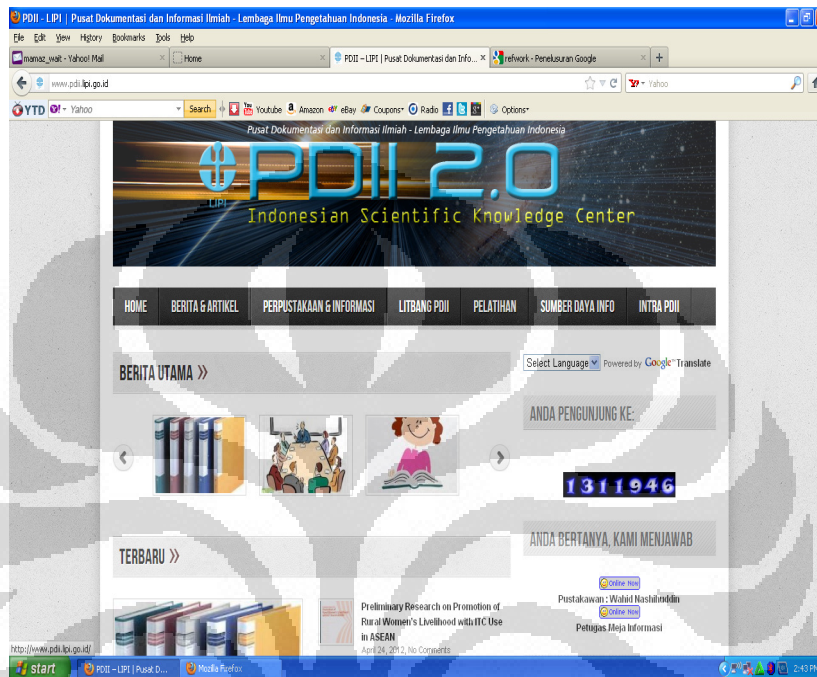 PDII - LIPI | Pusat Dokumentasi dan Informasi Ilmiah - Lembaga Ilmu Pengetahuan Indonesia - Mozilla Firefox
File Edit View History Bookmarks Tools Help
mamaz_wait - Yahoo! Mail
Home
PDII – LIPI | Pusat Dokumentasi dan Info...
refwork - Penelusuran Google
www.pdii.lipi.go.id
Yahoo
YTD Yahoo Search Youtube Amazon eBay Coupons Radio Options
Pusat Dokumentasi dan Informasi Ilmiah - Lembaga Ilmu Pengetahuan Indonesia
LIPI
PDII 2.0
Indonesian Scientific Knowledge Center
HOME BERITA & ARTIKEL PERPUSTAKAAN & INFORMASI LITBANG PDII PELATIHAN SUMBER DAYA INFO INTRA PDII
BERITA UTAMA »
Select Language Powered by Google™ Translate
ANDA PENGUNJUNG KE:
1311946
ANDA BERTANYA, KAMI MENJAWAB
Online Now
Pustakawan : Wahid Nashihuddin
Online Now
Petugas Meja Informasi
TERBARU »
Preliminary Research on Promotion of
Rural Women's Livelihood with ITC Use
in ASEAN
April 24, 2012, No Comments
http://www.pdii.lipi.go.id/
start
PDII – LIPI | Pusat D...
Mozilla Firefox
2:43 PM